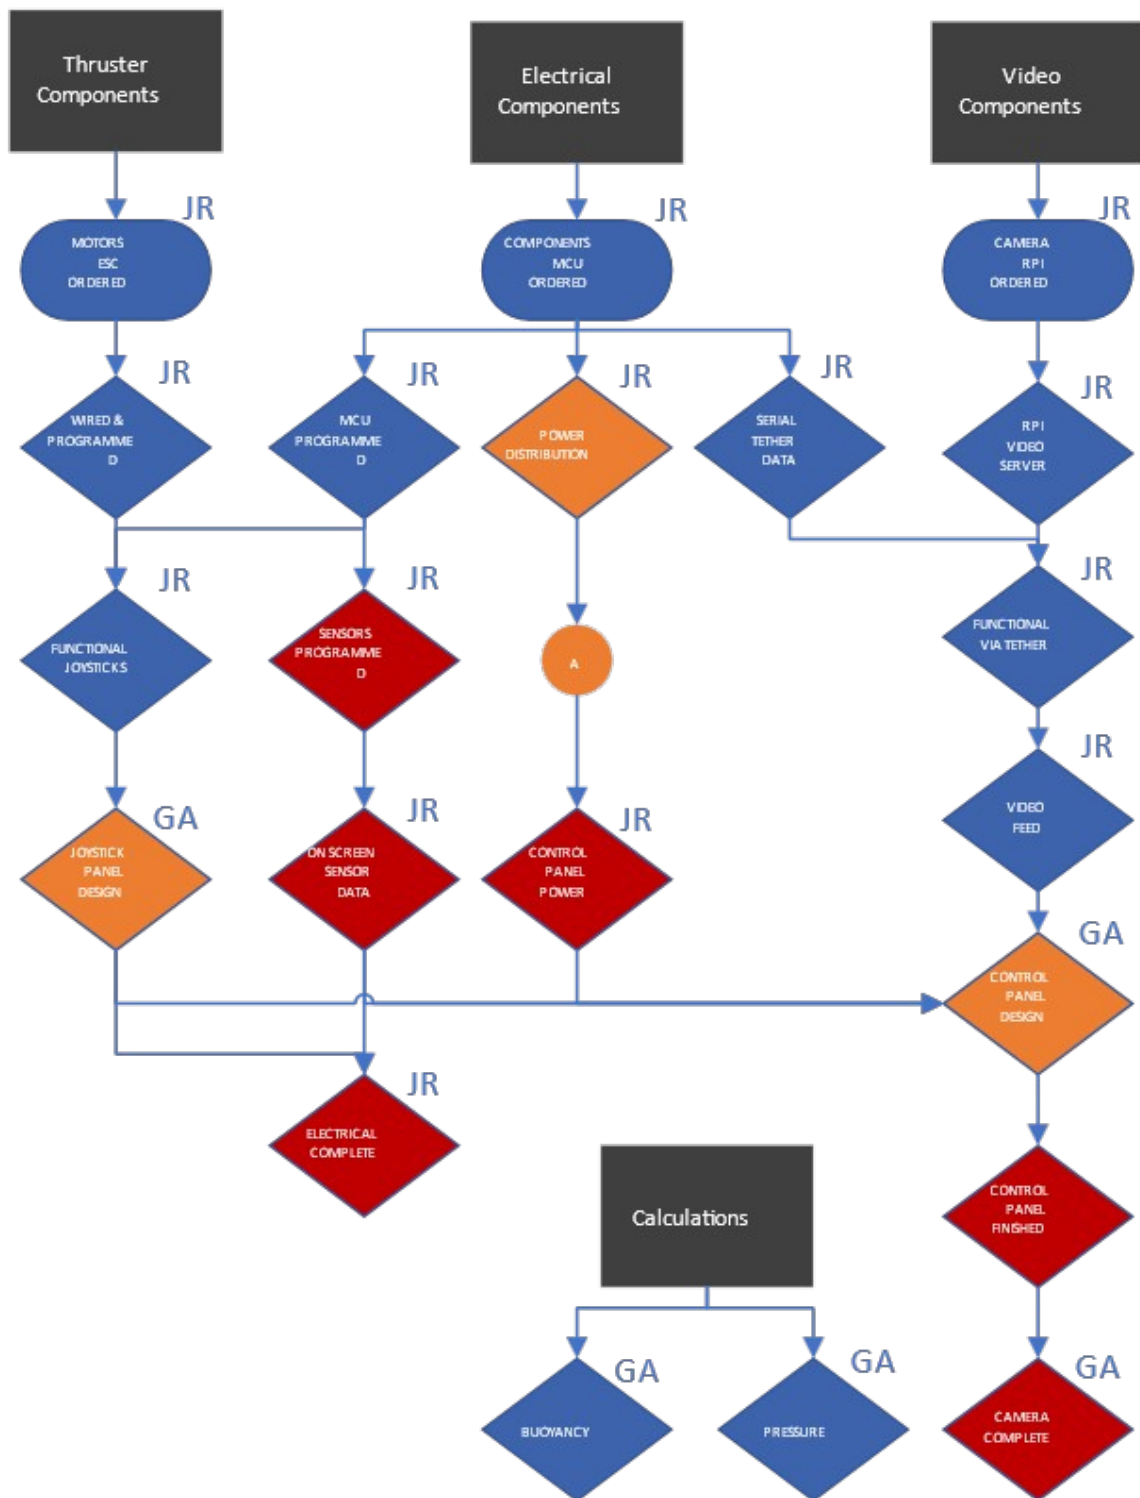 Thruster
Components
Electrical
Components
Video
Components
JR
MOTORS
ESC
ORDERED
JR
COMPONENTS
MCU
ORDERED
JR
CAMERA
RPI
ORDERED
JR
WIRED &
PROGRAMME
D
JR
MCU
PROGRAMME
D
JR
POWER
DISTRIBUTION
JR
SERIAL
TETHER
DATA
JR
RPI
VIDEO
SERVER
JR
FUNCTIONAL
JOYSTICKS
JR
SENSORS
PROGRAMME
D
A
JR
FUNCTIONAL
VIA TETHER
JR
VIDEO
FEED
GA
JOYSTICK
PANEL
DESIGN
JR
ON SCREEN
SENSOR
DATA
JR
CONTROL
PANEL
POWER
GA
CONTROL
PANEL
DESIGN
JR
ELECTRICAL
COMPLETE
CONTROL
PANEL
FINISHED
Calculations
GA
BUOYANCY
GA
PRESSURE
GA
CAMERA
COMPLETE